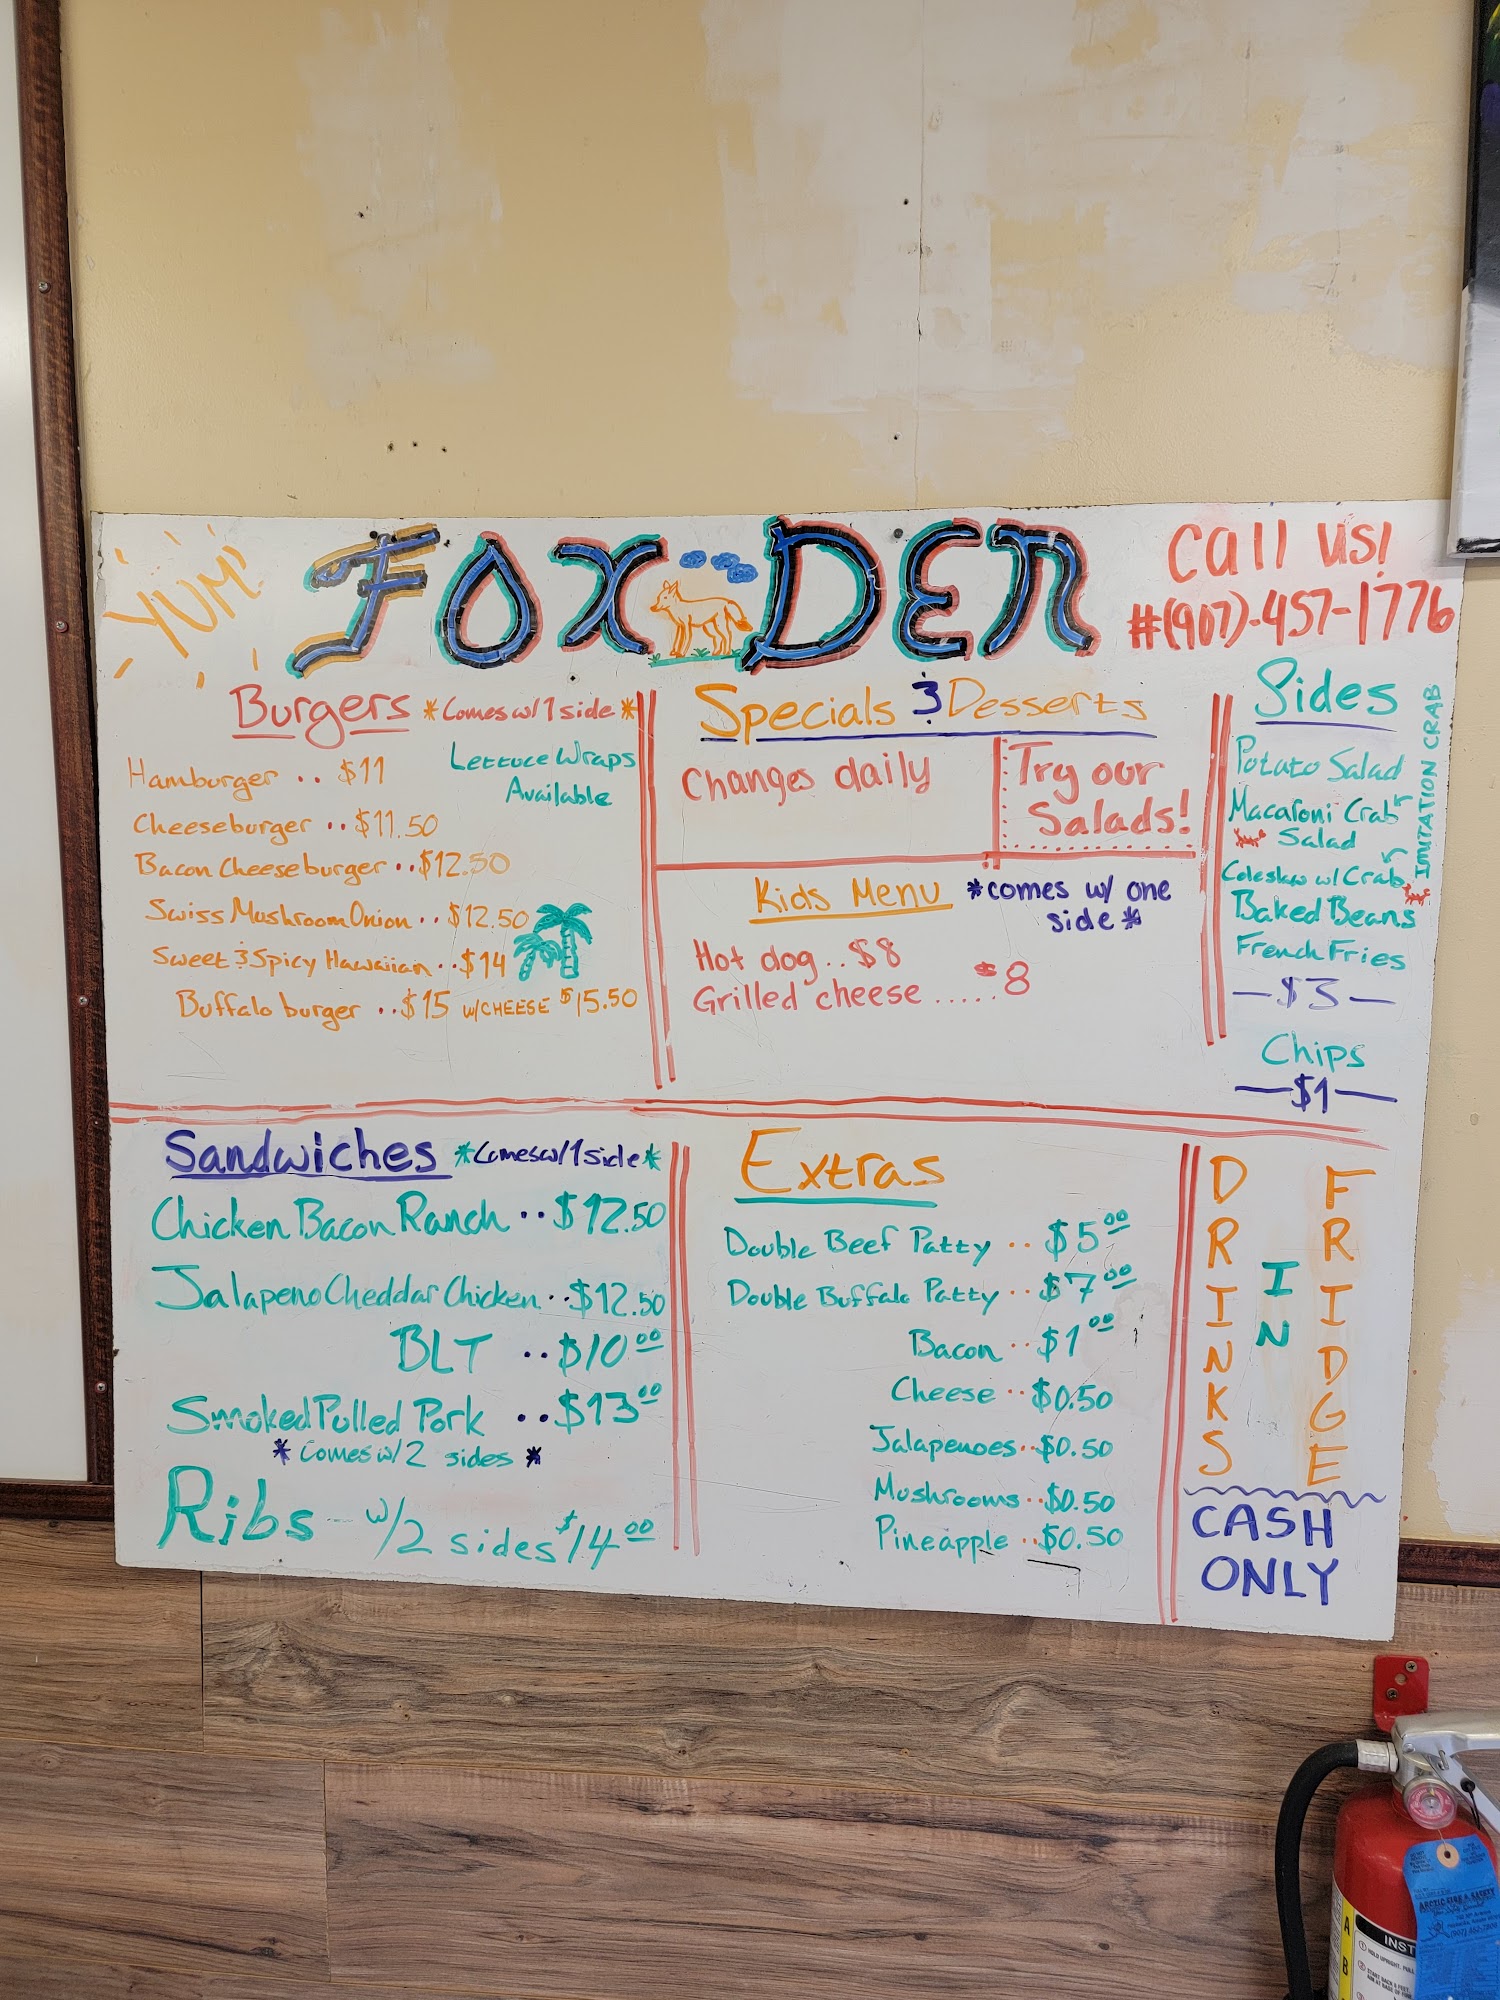 YUM!
FOX DEN
Call us!
#(907)-457-1776
Burgers *Comes w/ 1 side*
Lettuce Wraps
Available
Hamburger .. $11
Cheeseburger .. $11.50
Bacon Cheeseburger .. $12.50
Swiss Mushroom Onion .. $12.50
Sweet & Spicy Hawaiian .. $14
Buffalo burger .. $15 w/CHEESE $15.50
Specials & Desserts
Changes daily
Try our
Salads!
Kids Menu *comes w/ one
side*
Hot dog .. $8
Grilled cheese ..... $8
Sides
Potato Salad
Macaroni Crab
Salad
Coleslaw w/ Crab
IMITATION CRAB
Baked Beans
French Fries
—$3—
Chips
—$1—
Sandwiches *Comes w/ 1 side*
Chicken Bacon Ranch .. $12.50
Jalapeno Cheddar Chicken .. $12.50
BLT .. $10.00
Smoked Pulled Pork .. $13.00
* Comes w/ 2 sides *
Ribs - w/2 sides $14.00
Extras
Double Beef Patty .. $5.00
Double Buffalo Patty .. $7.00
Bacon .. $1.00
Cheese .. $0.50
Jalapenoes .. $0.50
Mushrooms .. $0.50
Pineapple .. $0.50
DRINKS
IN
FRIDGE
CASH
ONLY
ARCTIC FIRE & SAFETY
INST
A
B